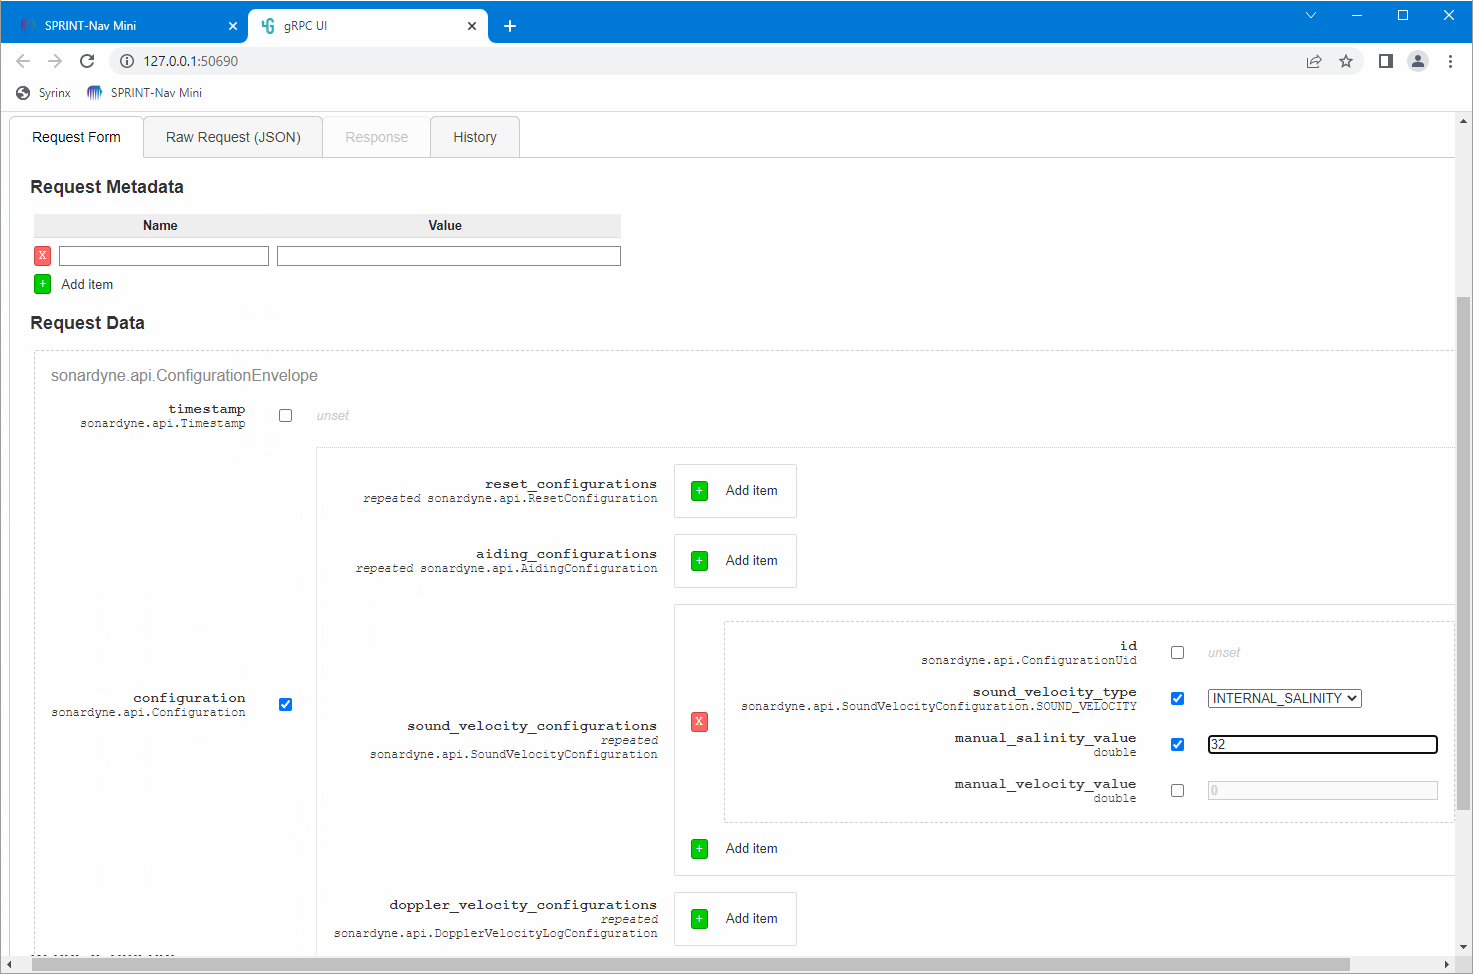 SPRINT-Nav Mini
gRPC UI
127.0.0.1:50690
Syrinx
SPRINT-Nav Mini
Request Form
Raw Request (JSON)
Response
History
Request Metadata
Name Value
X
+ Add item
Request Data
sonardyne.api.ConfigurationEnvelope
timestamp
sonardyne.api.Timestamp
unset
reset_configurations
repeated sonardyne.api.ResetConfiguration
+ Add item
aiding_configurations
repeated sonardyne.api.AidingConfiguration
+ Add item
configuration
sonardyne.api.Configuration
sound_velocity_configurations
repeated
sonardyne.api.SoundVelocityConfiguration
X
id
sonardyne.api.ConfigurationUid
unset
sound_velocity_type
sonardyne.api.SoundVelocityConfiguration.SOUND_VELOCITY
INTERNAL_SALINITY
manual_salinity_value
double
32
manual_velocity_value
double
0
+ Add item
doppler_velocity_configurations
repeated
sonardyne.api.DopplerVelocityLogConfiguration
+ Add item